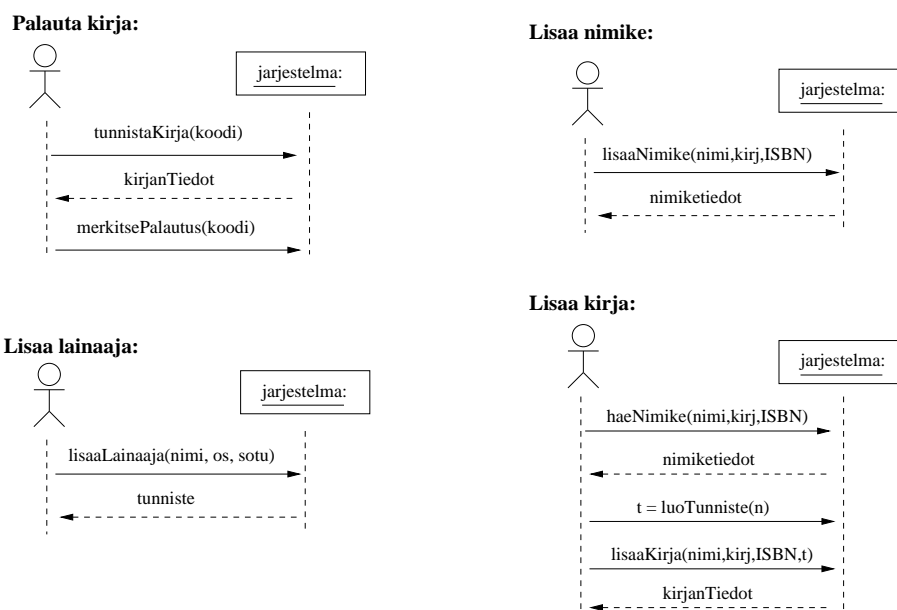 Palauta kirja:
jarjestelma:
tunnistaKirja(koodi)
kirjanTiedot
merkitsePalautus(koodi)
Lisaa nimike:
jarjestelma:
lisaaNimike(nimi,kirj,ISBN)
nimiketiedot
Lisaa lainaaja:
jarjestelma:
lisaaLainaaja(nimi, os, sotu)
tunniste
Lisaa kirja:
jarjestelma:
haeNimike(nimi,kirj,ISBN)
nimiketiedot
t = luoTunniste(n)
lisaaKirja(nimi,kirj,ISBN,t)
kirjanTiedot